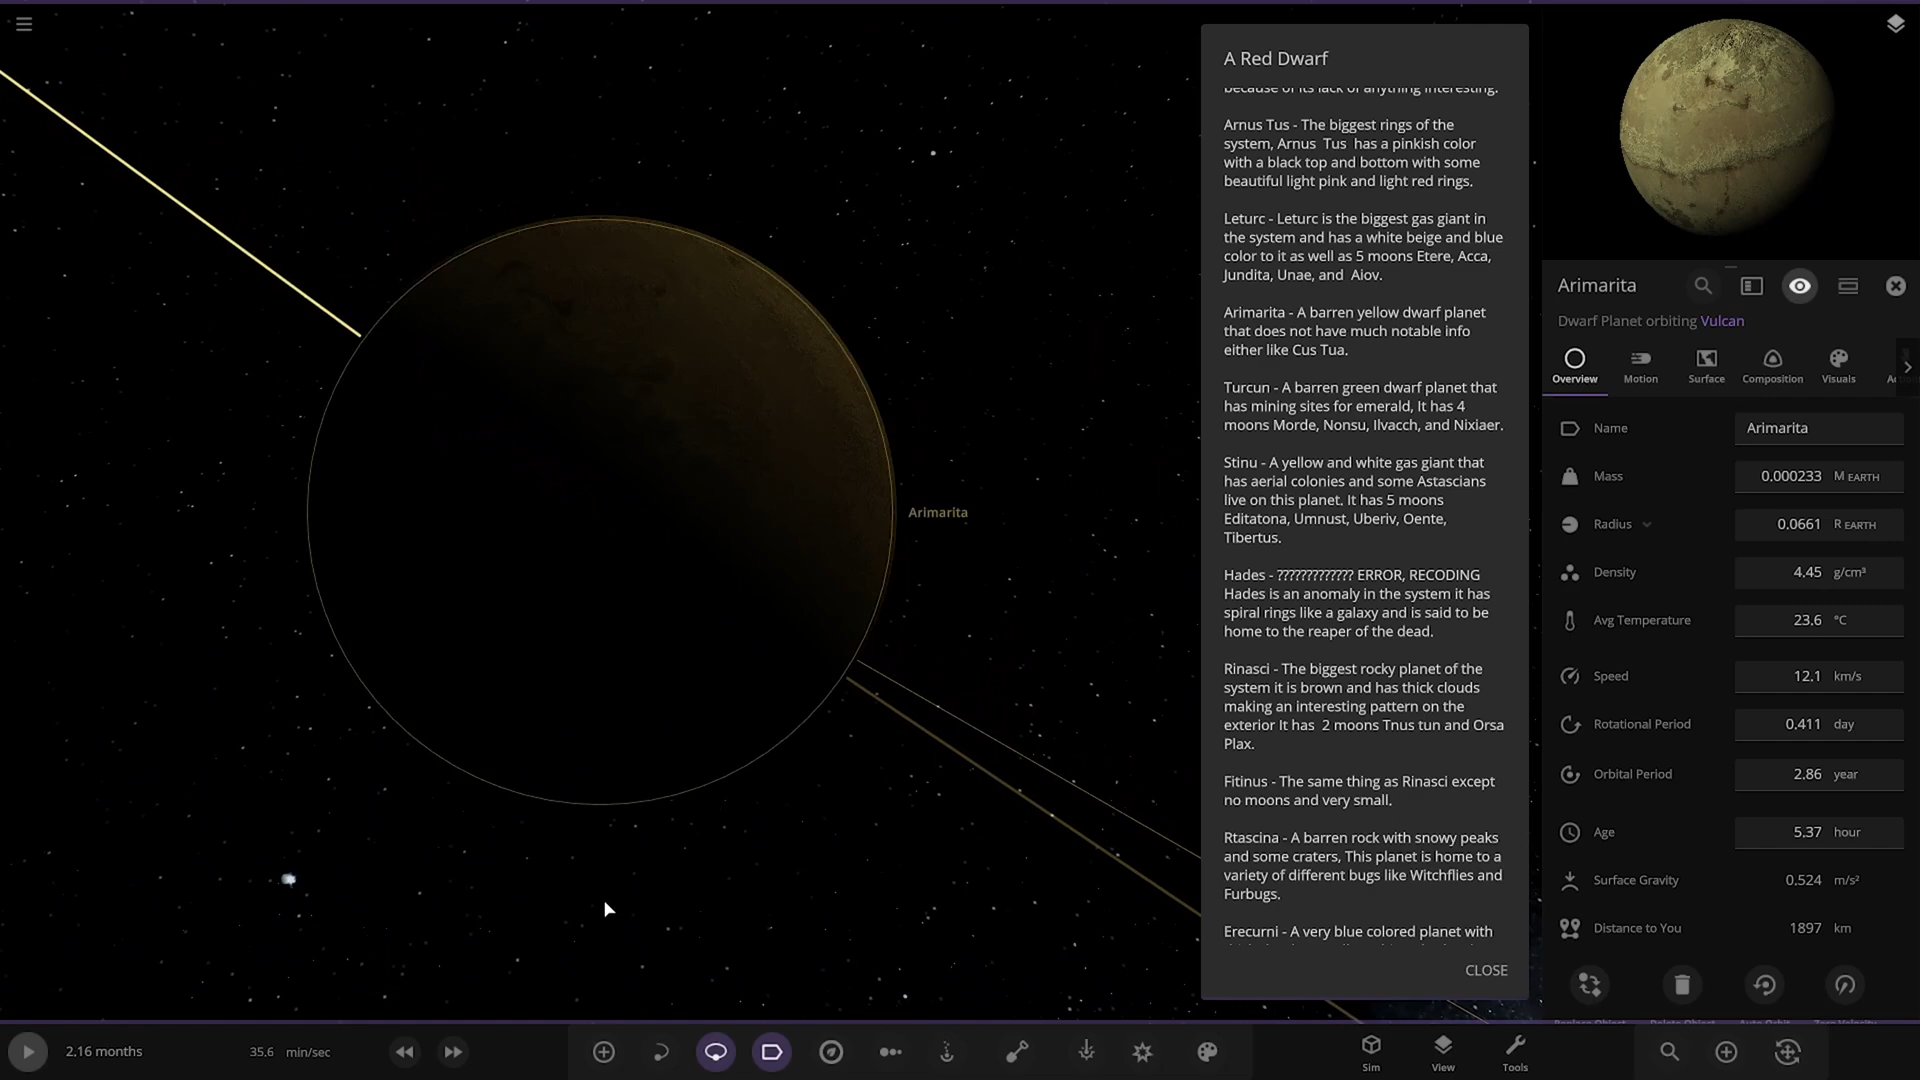 A Red Dwarf
because of its lack of anything interesting.
Arnus Tus - The biggest rings of the
system, Arnus  Tus  has a pinkish color
with a black top and bottom with some
beautiful light pink and light red rings.
Leturc - Leturc is the biggest gas giant in
the system and has a white beige and blue
color to it as well as 5 moons Etere, Acca,
Jundita, Unae, and  Aiov.
Arimarita - A barren yellow dwarf planet
that does not have much notable info
either like Cus Tua.
Turcun - A barren green dwarf planet that
has mining sites for emerald, It has 4
moons Morde, Nonsu, Ilvacch, and Nixiaer.
Stinu - A yellow and white gas giant that
has aerial colonies and some Astascians
live on this planet. It has 5 moons
Editatona, Umnust, Uberiv, Oente,
Tibertus.
Hades - ????????????? ERROR, RECODING
Hades is an anomaly in the system it has
spiral rings like a galaxy and is said to be
home to the reaper of the dead.
Rinasci - The biggest rocky planet of the
system it is brown and has thick clouds
making an interesting pattern on the
exterior It has  2 moons Tnus tun and Orsa
Plax.
Fitinus - The same thing as Rinasci except
no moons and very small.
Rtascina - A barren rock with snowy peaks
and some craters, This planet is home to a
variety of different bugs like Witchflies and
Furbugs.
Erecurni - A very blue colored planet with
CLOSE
Arimarita
Arimarita
Dwarf Planet orbiting Vulcan
Overview Motion Surface Composition Visuals
Name Arimarita
Mass 0.000233 M EARTH
Radius 0.0661 R EARTH
Density 4.45 g/cm³
Avg Temperature 23.6 °C
Speed 12.1 km/s
Rotational Period 0.411 day
Orbital Period 2.86 year
Age 5.37 hour
Surface Gravity 0.524 m/s²
Distance to You 1897 km
2.16 months 35.6 min/sec
Sim View Tools